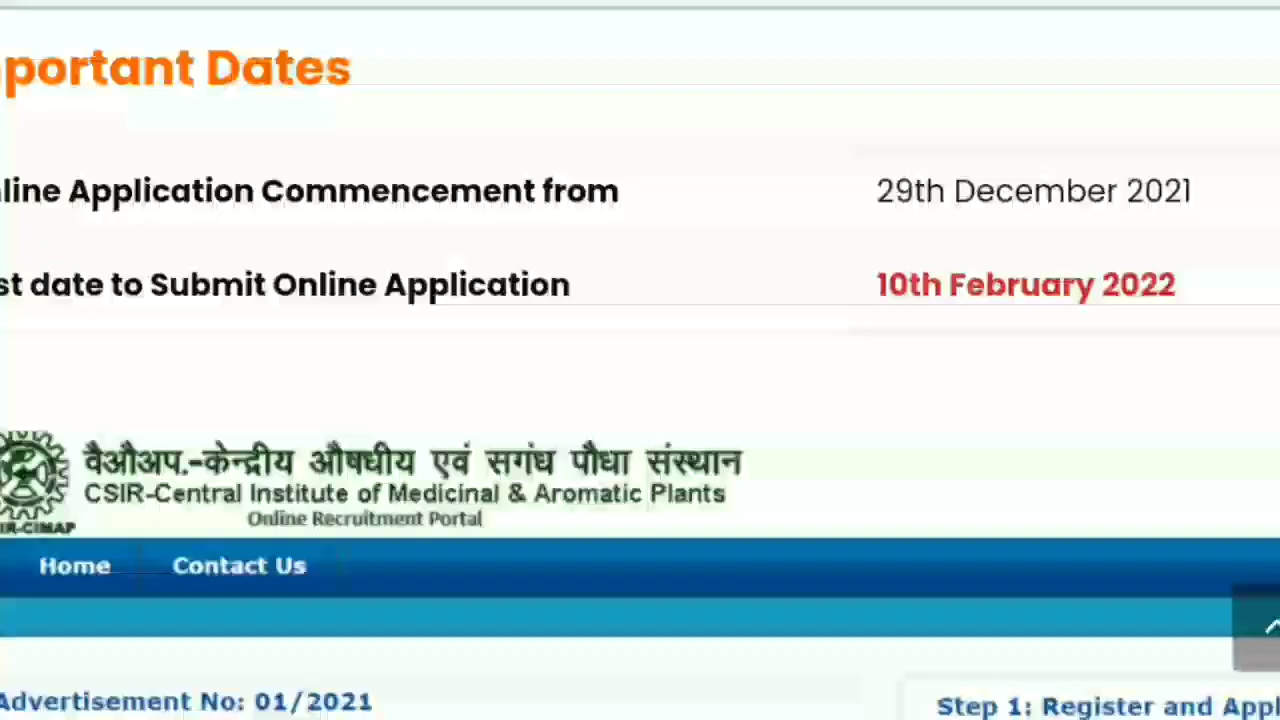 portant Dates
line Application Commencement from 29th December 2021
st date to Submit Online Application 10th February 2022
वैऔअप.-केन्द्रीय औषधीय एवं सगंध पौधा संस्थान
CSIR-Central Institute of Medicinal & Aromatic Plants
IR-CIMAP Online Recruitment Portal
Home Contact Us
Advertisement No: 01/2021 Step 1: Register and Appl